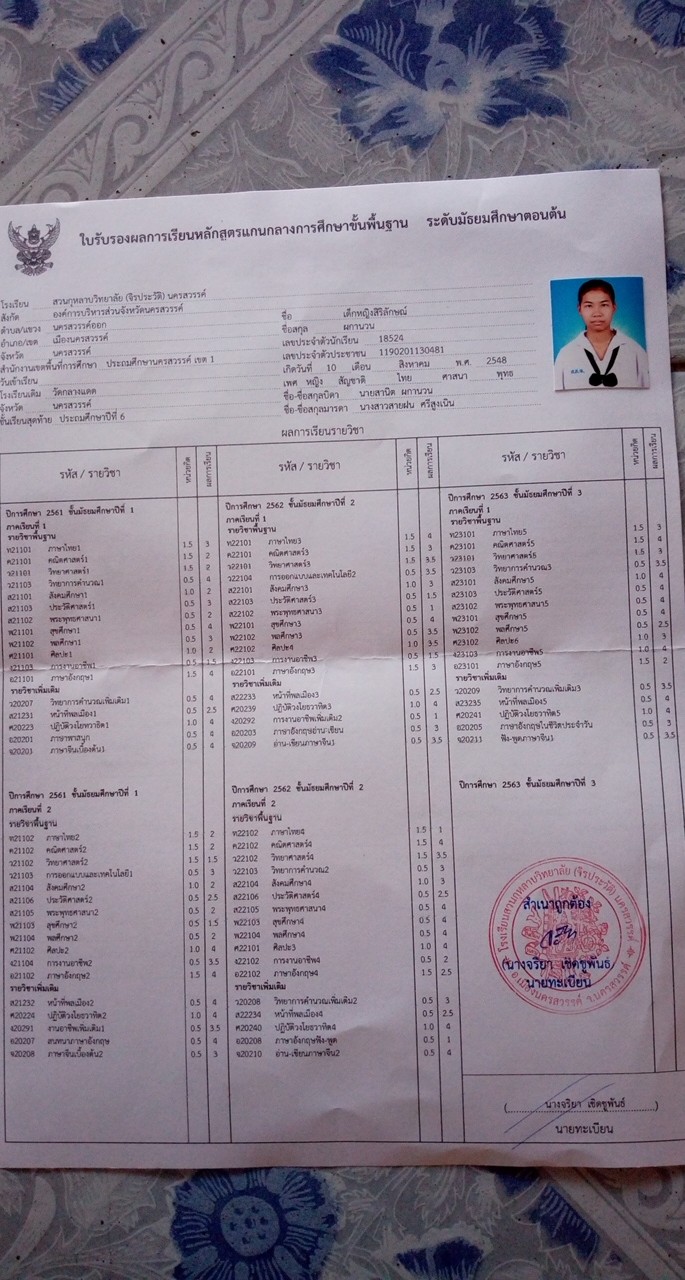 ใบรับรองผลการเรียนหลักสูตรแกนกลางการศึกษาขั้นพื้นฐาน ระดับมัธยมศึกษาตอนต้น
โรงเรียน สวนกุหลาบวิทยาลัย (จิรประวัติ) นครสวรรค์
สังกัด องค์การบริหารส่วนจังหวัดนครสวรรค์
ตำบล/แขวง นครสวรรค์ออก
อำเภอ/เขต เมืองนครสวรรค์
จังหวัด นครสวรรค์
สำนักงานเขตพื้นที่การศึกษา ประถมศึกษานครสวรรค์ เขต 1
วันเข้าเรียน
โรงเรียนเดิม วัดกลางแดด
จังหวัด นครสวรรค์
ชั้นเรียนสุดท้าย ประถมศึกษาปีที่ 6
ชื่อ เด็กหญิงสิริลักษณ์
ชื่อสกุล ผกานวน
เลขประจำตัวนักเรียน 18524
เลขประจำตัวประชาชน 1190201130481
เกิดวันที่ 10 เดือน สิงหาคม พ.ศ. 2548
เพศ หญิง สัญชาติ ไทย ศาสนา พุทธ
ชื่อ-ชื่อสกุลบิดา นายสานิต ผกานวน
ชื่อ-ชื่อสกุลมารดา นางสาวสายฝน ศรีสูงเนิน
ผลการเรียนรายวิชา
รหัส / รายวิชา หน่วยกิต ผลการเรียน
ปีการศึกษา 2561 ชั้นมัธยมศึกษาปีที่ 1
ภาคเรียนที่ 1
รายวิชาพื้นฐาน
ท21101 ภาษาไทย1 1.5 3
ค21101 คณิตศาสตร์1 1.5 2
ว21101 วิทยาศาสตร์1 1.5 2
ว21103 วิทยาการคำนวณ1 0.5 4
ส21101 สังคมศึกษา1 1.0 2
ส21103 ประวัติศาสตร์1 0.5 3
ส21102 พระพุทธศาสนา1 0.5 2
พ21101 สุขศึกษา1 0.5 4
พ21102 พลศึกษา1 0.5 4
ศ21101 ศิลปะ1 1.0 2
ง21103 การงานอาชีพ1 0.5 1.5
อ21101 ภาษาอังกฤษ1 1.5 4
รายวิชาเพิ่มเติม
ว20207 วิทยาการคำนวณเพิ่มเติม1 0.5 4
ส21231 หน้าที่พลเมือง1 0.5 2.5
ศ20223 ปฏิบัติวงโยธวาธิต1 1.0 4
อ20201 ภาษาพาสนุก 0.5 4
จ20201 ภาษาจีนเบื้องต้น1 0.5 4
ปีการศึกษา 2561 ชั้นมัธยมศึกษาปีที่ 1
ภาคเรียนที่ 2
รายวิชาพื้นฐาน
ท21102 ภาษาไทย2 1.5 2
ค21102 คณิตศาสตร์2 1.5 2
ว21102 วิทยาศาสตร์2 1.5 1.5
ว21103 การออกแบบและเทคโนโลยี1 0.5 3
ส21104 สังคมศึกษา2 1.0 2
ส21106 ประวัติศาสตร์2 0.5 2.5
ส21105 พระพุทธศาสนา2 0.5 2
พ21103 สุขศึกษา2 0.5 1.5
พ21104 พลศึกษา2 0.5 2
ศ21102 ศิลปะ2 1.0 4
ง21104 การงานอาชีพ2 0.5 3.5
อ21102 ภาษาอังกฤษ2 1.5 4
รายวิชาเพิ่มเติม
ส21232 หน้าที่พลเมือง2 0.5 4
ศ20224 ปฏิบัติวงโยธวาทิต2 1.0 4
ง20291 งานอาชีพเพิ่มเติม1 0.5 3.5
อ20207 สนทนาภาษาอังกฤษ 0.5 4
จ20208 ภาษาจีนเบื้องต้น2 0.5 3
รหัส / รายวิชา หน่วยกิต ผลการเรียน
ปีการศึกษา 2562 ชั้นมัธยมศึกษาปีที่ 2
ภาคเรียนที่ 1
รายวิชาพื้นฐาน
ท22101 ภาษาไทย3 1.5 4
ค22101 คณิตศาสตร์3 1.5 3
ว22101 วิทยาศาสตร์3 1.5 3.5
ว22104 การออกแบบและเทคโนโลยี2 0.5 3.5
ส22101 สังคมศึกษา3 1.0 3
ส22103 ประวัติศาสตร์3 0.5 1.5
ส22102 พระพุทธศาสนา3 0.5 1
พ22101 สุขศึกษา3 0.5 4
พ22102 พลศึกษา3 0.5 3.5
ศ22102 ศิลปะ4 1.0 3.5
ง22103 การงานอาชีพ3 0.5 1.5
อ22101 ภาษาอังกฤษ3 1.5 3
รายวิชาเพิ่มเติม
ส22233 หน้าที่พลเมือง3 0.5 2.5
ศ20239 ปฏิบัติวงโยธวาทิต3 1.0 4
ง20292 การงานอาชีพเพิ่มเติม2 0.5 1
อ20203 ภาษาอังกฤษอ่าน-เขียน 0.5 3
จ20209 อ่าน-เขียนภาษาจีน1 0.5 3.5
ปีการศึกษา 2562 ชั้นมัธยมศึกษาปีที่ 2
ภาคเรียนที่ 2
รายวิชาพื้นฐาน
ท22102 ภาษาไทย4 1.5 1
ค22102 คณิตศาสตร์4 1.5 4
ว22102 วิทยาศาสตร์4 1.5 3.5
ว22103 วิทยาการคำนวณ2 0.5 3
ส22104 สังคมศึกษา4 1.0 3
ส22106 ประวัติศาสตร์4 0.5 2.5
ส22105 พระพุทธศาสนา4 0.5 4
พ22103 สุขศึกษา4 0.5 4
พ22104 พลศึกษา4 0.5 4
ศ22101 ศิลปะ3 1.0 4
ง22102 การงานอาชีพ4 0.5 2
อ22102 ภาษาอังกฤษ4 1.5 2.5
รายวิชาเพิ่มเติม
ว20208 วิทยาการคำนวณเพิ่มเติม2 0.5 3
ส22234 หน้าที่พลเมือง4 0.5 2.5
ศ20240 ปฏิบัติวงโยธวาทิต4 1.0 4
อ20208 ภาษาอังกฤษฟัง-พูด 0.5 1
จ20210 อ่าน-เขียนภาษาจีน2 0.5 4
รหัส / รายวิชา หน่วยกิต ผลการเรียน
ปีการศึกษา 2563 ชั้นมัธยมศึกษาปีที่ 3
ภาคเรียนที่ 1
รายวิชาพื้นฐาน
ท23101 ภาษาไทย5 1.5 3
ค23101 คณิตศาสตร์5 1.5 4
ว23101 วิทยาศาสตร์5 1.5 3
ว23103 วิทยาการคำนวณ3 0.5 3.5
ส23101 สังคมศึกษา5 1.0 4
ส23103 ประวัติศาสตร์5 0.5 4
ส23102 พระพุทธศาสนา5 0.5 4
พ23101 สุขศึกษา5 0.5 4
พ23102 พลศึกษา5 0.5 2.5
ศ23102 ศิลปะ6 1.0 3
ง23103 การงานอาชีพ5 0.5 4
อ23101 ภาษาอังกฤษ5 1.5 2
รายวิชาเพิ่มเติม
ว20209 วิทยาการคำนวณเพิ่มเติม3 0.5 3.5
ส23235 หน้าที่พลเมือง5 0.5 4
ศ20241 ปฏิบัติวงโยธวาทิต5 1.0 4
อ20205 ภาษาอังกฤษในชีวิตประจำวัน 0.5 3
จ20211 ฟัง-พูดภาษาจีน1 0.5 3.5
ปีการศึกษา 2563 ชั้นมัธยมศึกษาปีที่ 3
โรงเรียนสวนกุหลาบวิทยาลัย (จิรประวัติ) นครสวรรค์
อ.เมืองนครสวรรค์ จ.นครสวรรค์
สำเนาถูกต้อง
(นางจริยา เชิดชูพันธ์)
นายทะเบียน
(นางจริยา เชิดชูพันธ์)
นายทะเบียน